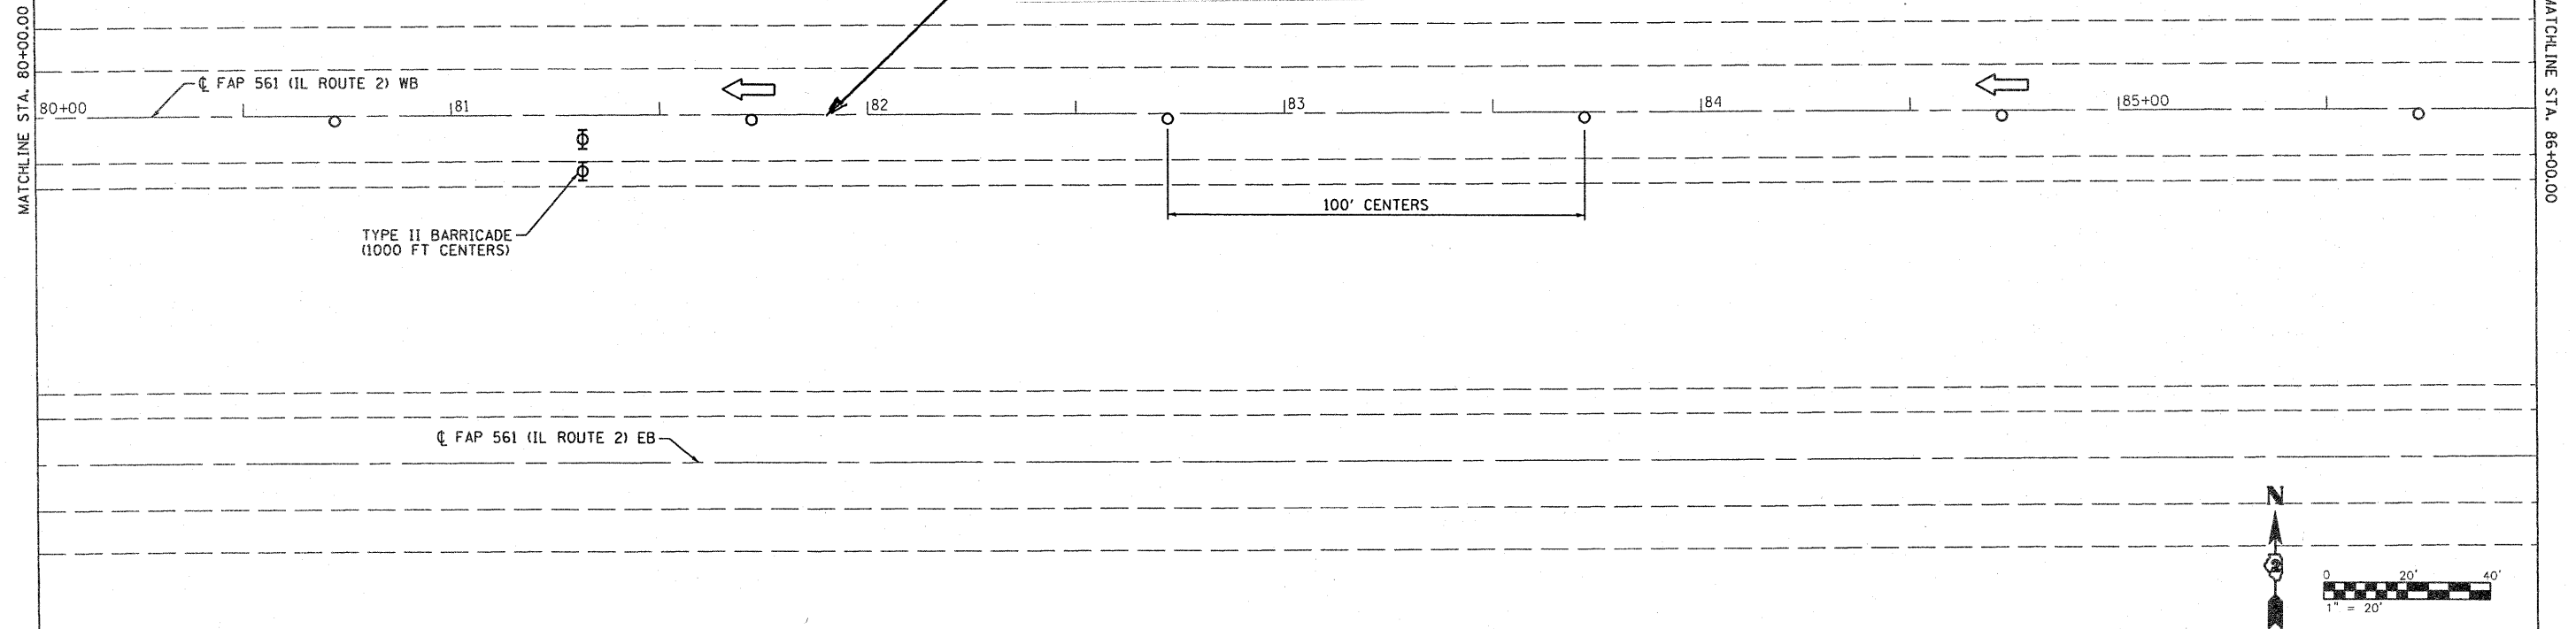 MATCHLINE STA. 80+00.00
MATCHLINE STA. 86+00.00
℄ FAP 561 (IL ROUTE 2) WB
80+00
81
82
83
84
85+00
100' CENTERS
TYPE II BARRICADE
(1000 FT CENTERS)
℄ FAP 561 (IL ROUTE 2) EB
N
2
0 20' 40'
1" = 20'